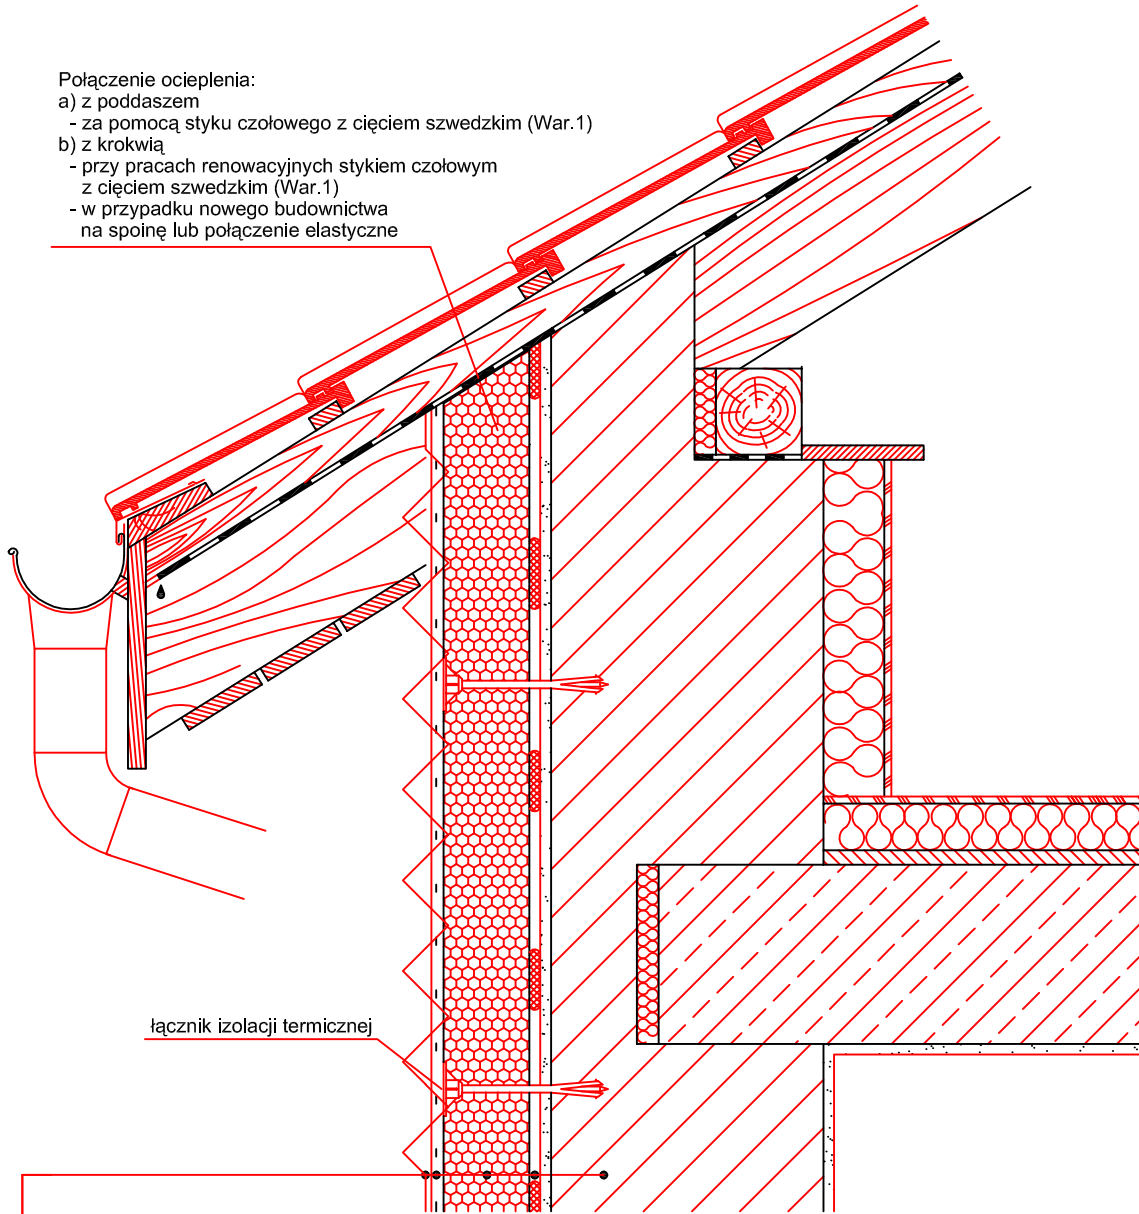 Połączenie ocieplenia:
a) z poddaszem
- za pomocą styku czołowego z cięciem szwedzkim (War.1)
b) z krokwią
- przy pracach renowacyjnych stykiem czołowym
z cięciem szwedzkim (War.1)
- w przypadku nowego budownictwa
na spoinę lub połączenie elastyczne
łącznik izolacji termicznej